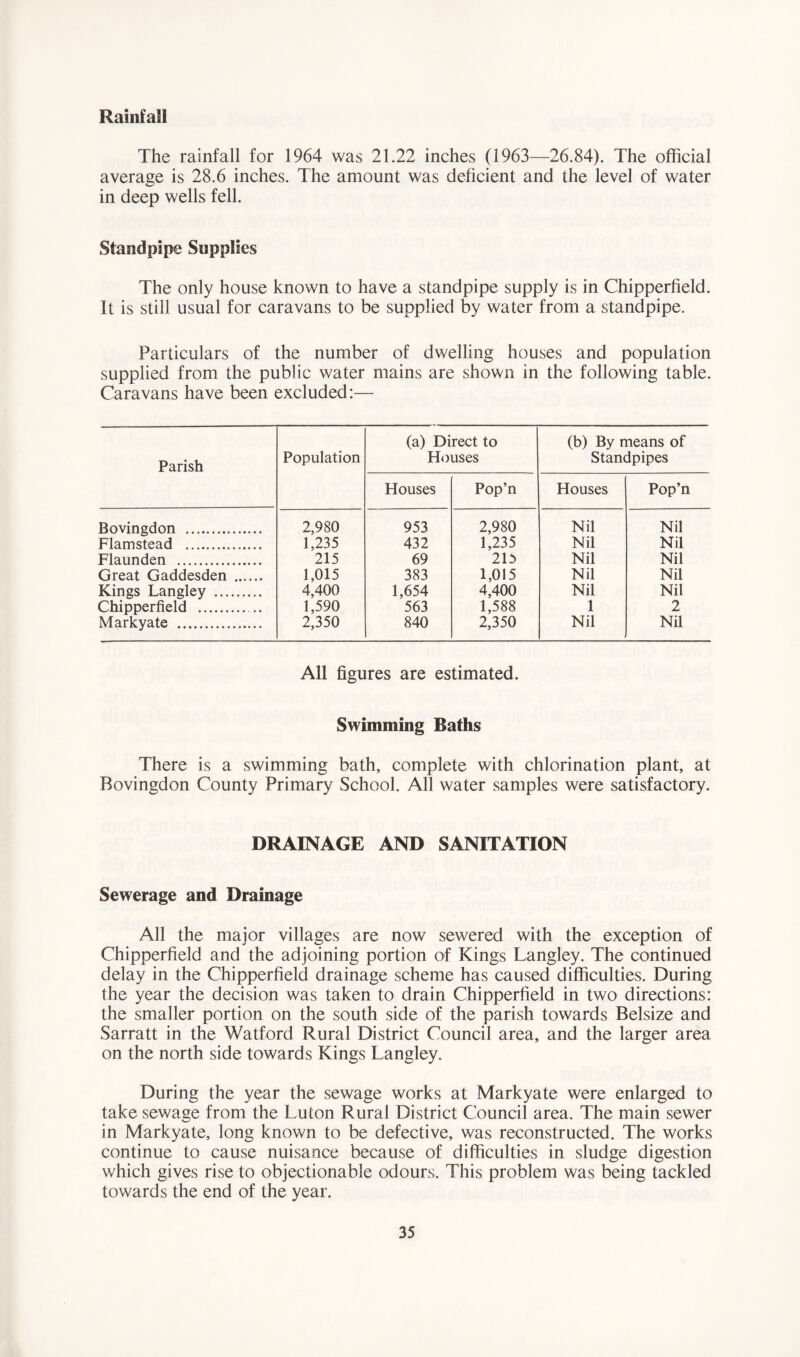 Rainfall
The rainfall for 1964 was 21.22 inches (1963—26.84). The official
average is 28.6 inches. The amount was deficient and the level of water
in deep wells fell.
Standpipe Supplies
The only house known to have a standpipe supply is in Chipperfield.
It is still usual for caravans to be supplied by water from a standpipe.
Particulars of the number of dwelling houses and population
supplied from the public water mains are shown in the following table.
Caravans have been excluded:—
Parish | Population | (a) Direct to Houses | (b) By means of Standpipes
Houses | Pop'n | Houses | Pop'n
Bovingdon ............... 2,980 953 2,980 Nil Nil
Flamstead ............... 1,235 432 1,235 Nil Nil
Flaunden ................. 215 69 215 Nil Nil
Great Gaddesden ...... 1,015 383 1,015 Nil Nil
Kings Langley ......... 4,400 1,654 4,400 Nil Nil
Chipperfield ............ 1,590 563 1,588 1 2
Markyate ................. 2,350 840 2,350 Nil Nil
All figures are estimated.
Swimming Baths
There is a swimming bath, complete with chlorination plant, at
Bovingdon County Primary School. All water samples were satisfactory.
DRAINAGE AND SANITATION
Sewerage and Drainage
All the major villages are now sewered with the exception of
Chipperfield and the adjoining portion of Kings Langley. The continued
delay in the Chipperfield drainage scheme has caused difficulties. During
the year the decision was taken to drain Chipperfield in two directions:
the smaller portion on the south side of the parish towards Belsize and
Sarratt in the Watford Rural District Council area, and the larger area
on the north side towards Kings Langley.
During the year the sewage works at Markyate were enlarged to
take sewage from the Luton Rural District Council area. The main sewer
in Markyate, long known to be defective, was reconstructed. The works
continue to cause nuisance because of difficulties in sludge digestion
which gives rise to objectionable odours. This problem was being tackled
towards the end of the year.
35